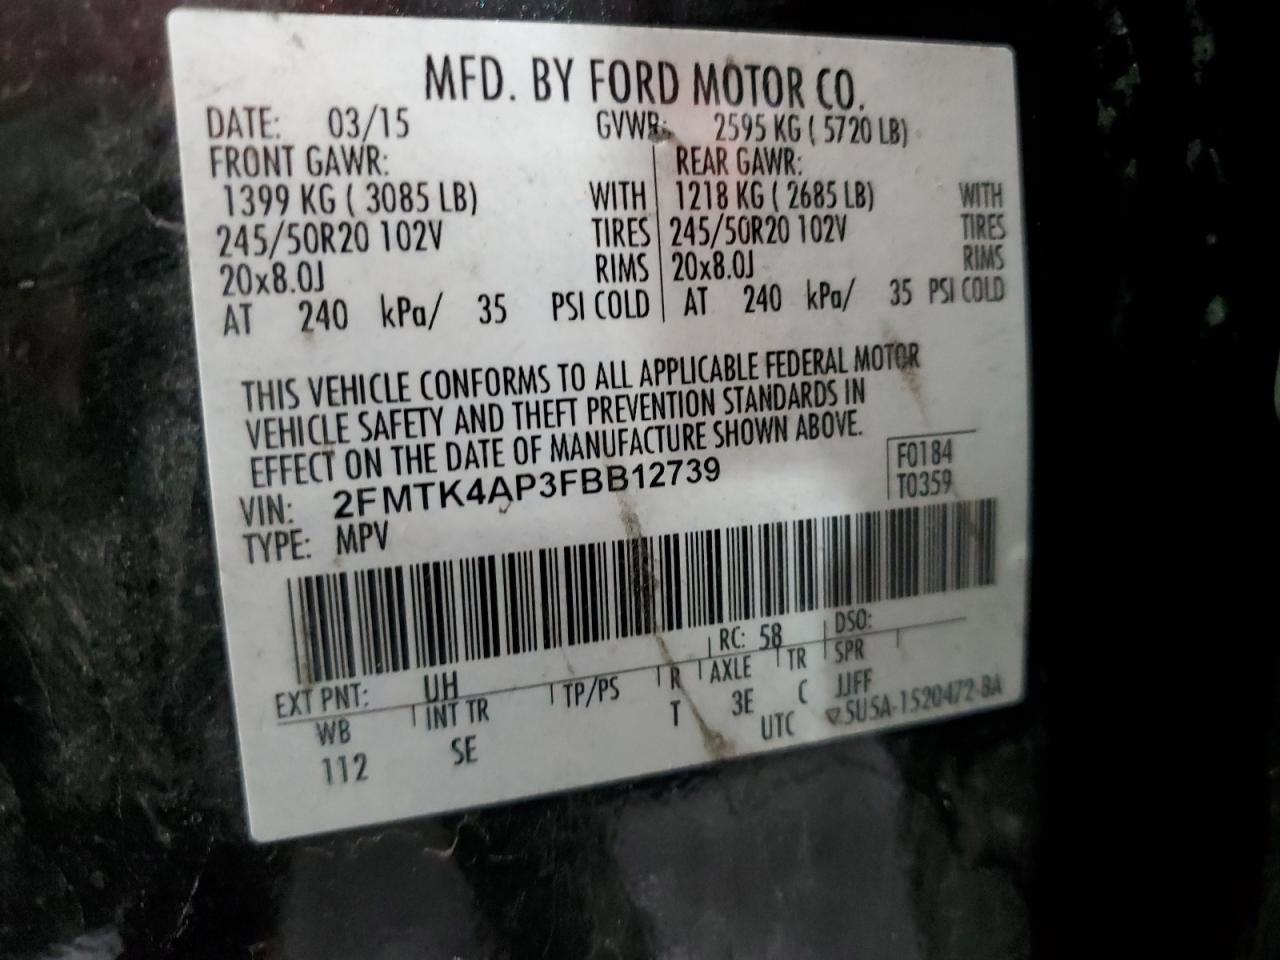 MFD. BY FORD MOTOR CO.
DATE: 03/15 GVWR: 2595 KG ( 5720 LB)
FRONT GAWR: REAR GAWR:
1399 KG ( 3085 LB) WITH 1218 KG ( 2685 LB) WITH
245/50R20 102V TIRES 245/50R20 102V TIRES
20x8.0J RIMS 20x8.0J RIMS
AT 240 kPa/ 35 PSI COLD AT 240 kPa/ 35 PSI COLD
THIS VEHICLE CONFORMS TO ALL APPLICABLE FEDERAL MOTOR
VEHICLE SAFETY AND THEFT PREVENTION STANDARDS IN
EFFECT ON THE DATE OF MANUFACTURE SHOWN ABOVE.
F0184
VIN: 2FMTK4AP3FBB12739 T0359
TYPE: MPV
EXT PNT: UH RC: 58 DSO:
WB INT TR TP/PS R AXLE TR SPR
112 SE T 3E C JJFF
UTC 5U5A-1520472-BA